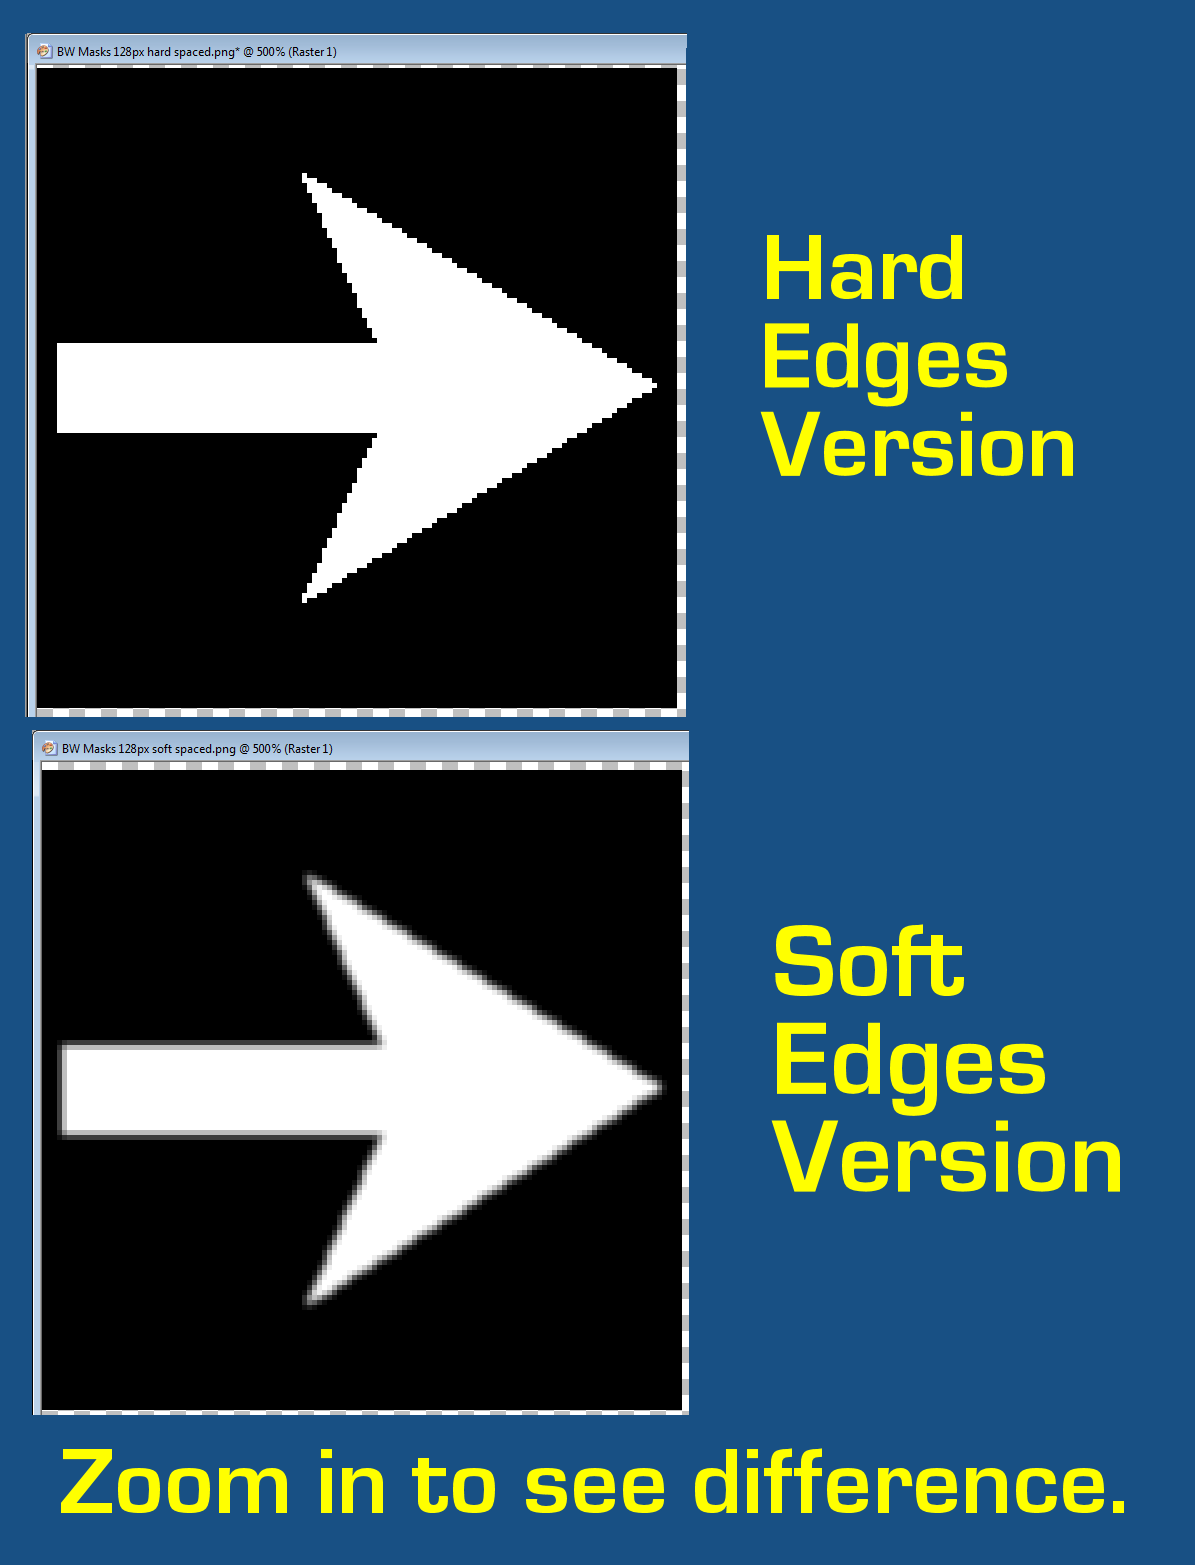 BW Masks 128px hard spaced.png* @ 500% (Raster 1)
Hard
Edges
Version
BW Masks 128px soft spaced.png @ 500% (Raster 1)
Soft
Edges
Version
Zoom in to see difference.